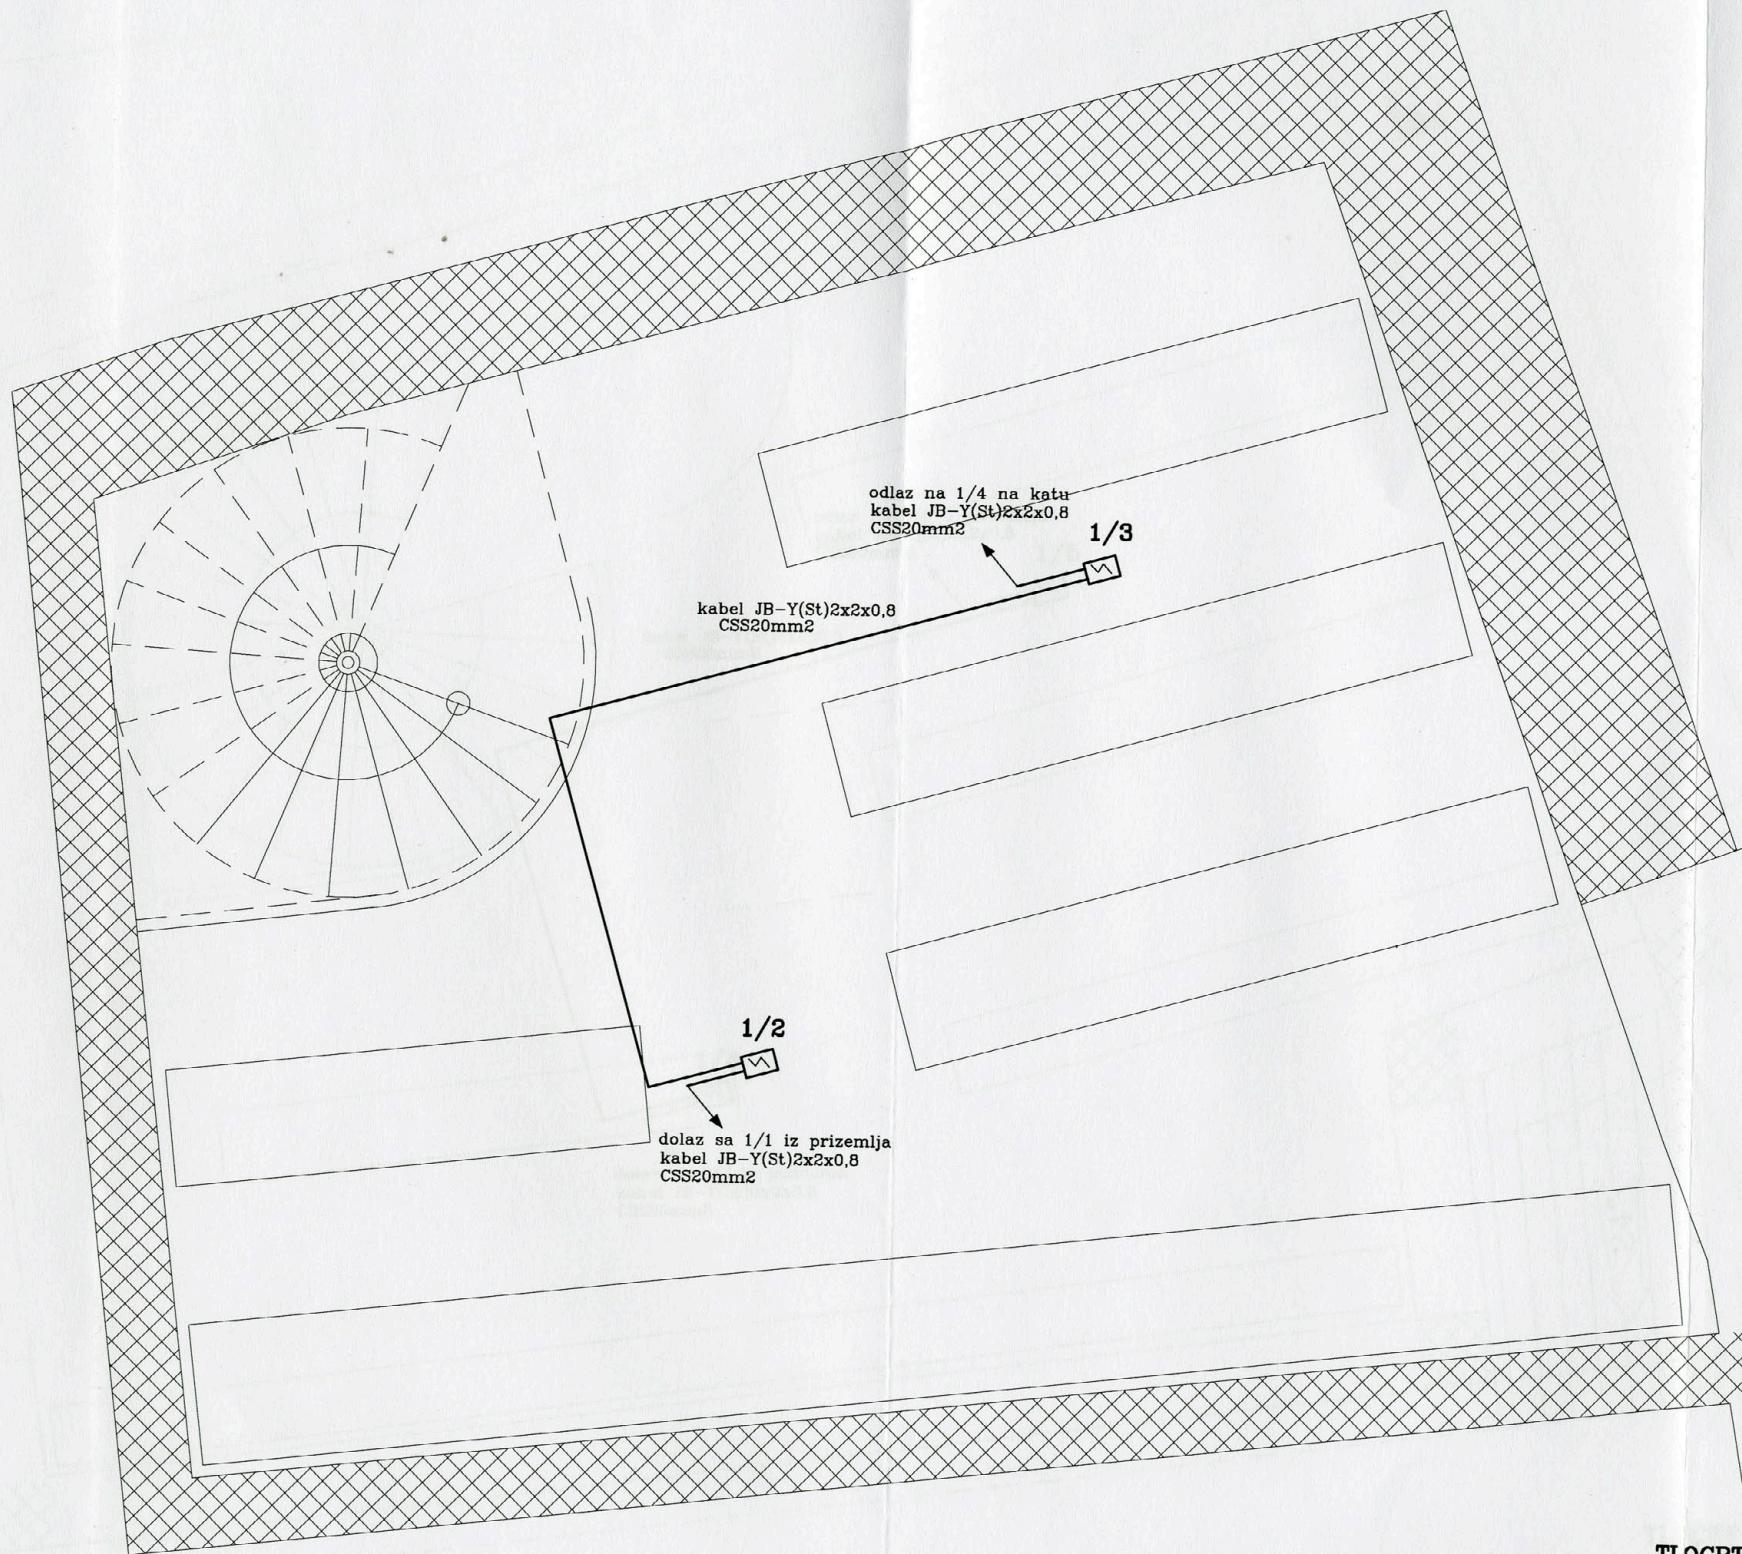 odlaz na 1/4 na katu
kabel JB-Y(St)2x2x0,8
CSS20mm2
1/3
kabel JB-Y(St)2x2x0,8
CSS20mm2
1/2
dolaz sa 1/1 iz prizemlja
kabel JB-Y(St)2x2x0,8
CSS20mm2